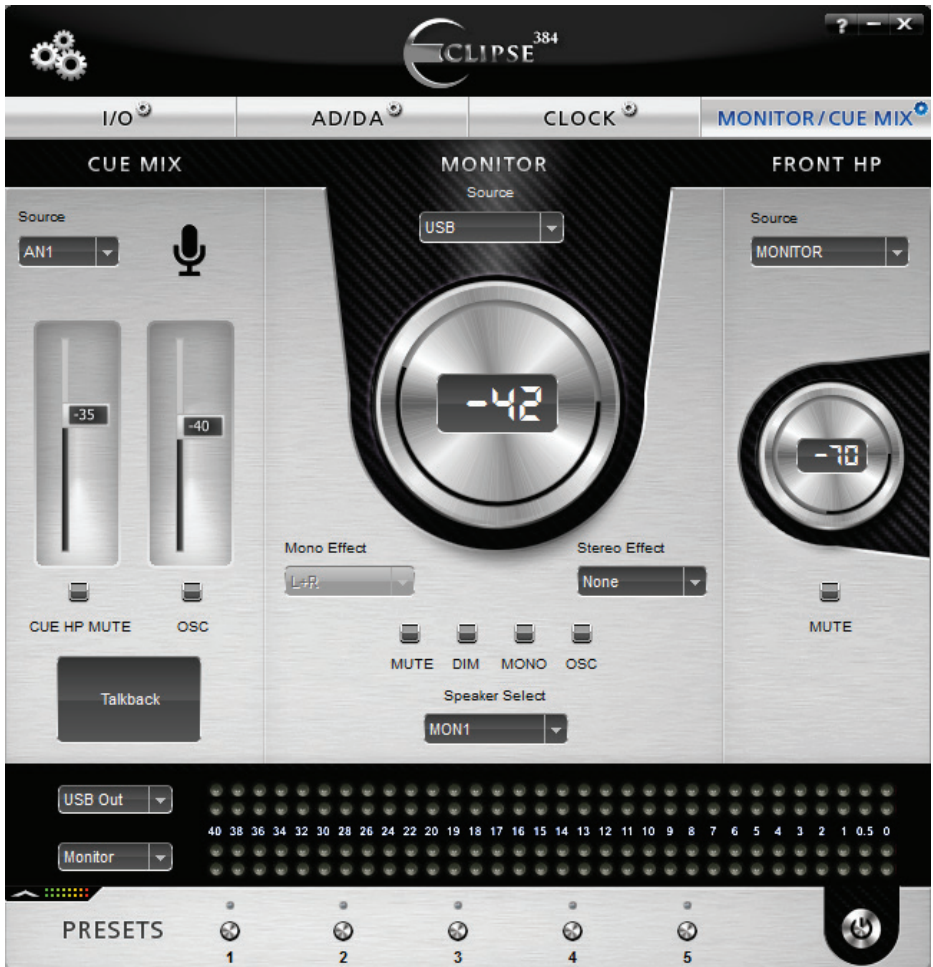 ? – X
ECLIPSE 384
I/O AD/DA CLOCK MONITOR/CUE MIX
CUE MIX MONITOR FRONT HP
Source
USB
Source
AN1
Source
MONITOR
-35
-40
-42
-70
Mono Effect
L+R
Stereo Effect
None
CUE HP MUTE OSC
MUTE
MUTE DIM MONO OSC
Talkback
Speaker Select
MON1
USB Out
40 38 36 34 32 30 28 26 24 22 20 19 18 17 16 15 14 13 12 11 10 9 8 7 6 5 4 3 2 1 0.5 0
Monitor
PRESETS
1 2 3 4 5